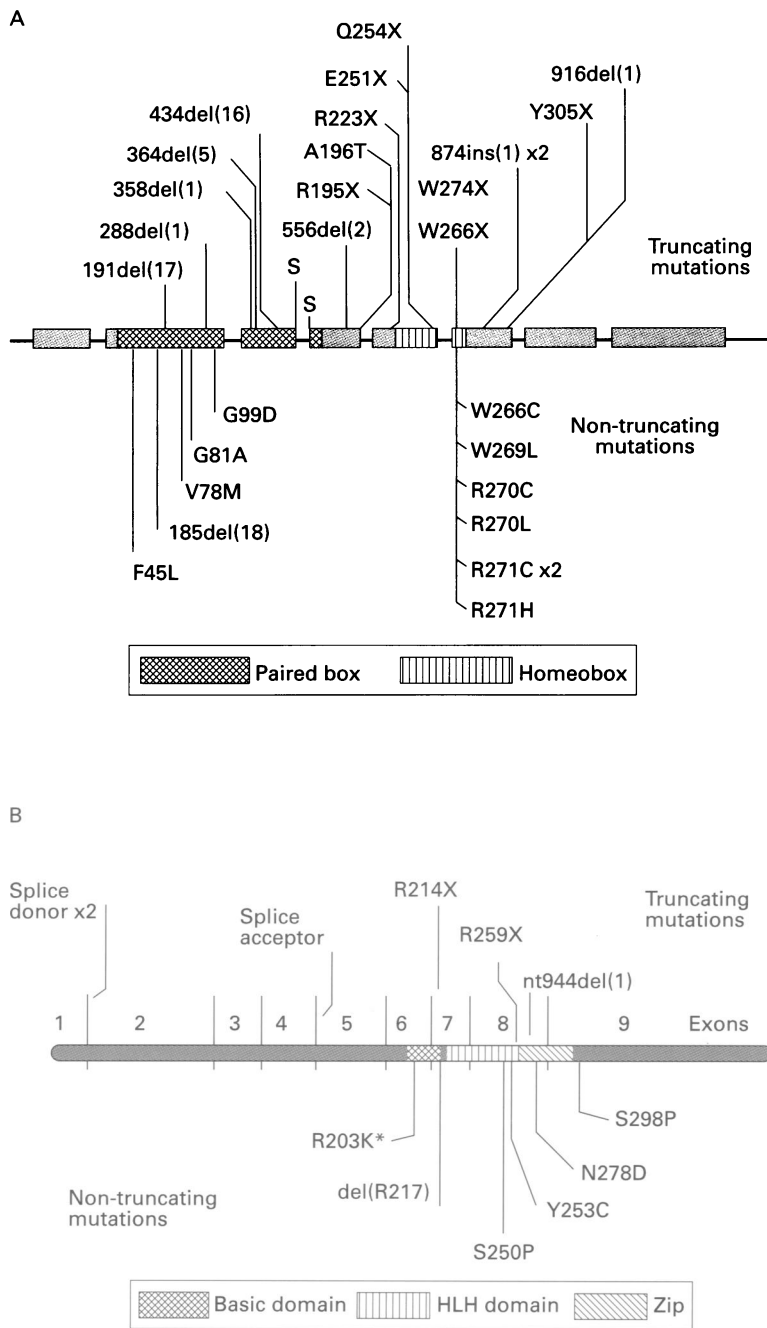 A
Q254X
E251X
916del(1)
434del(16)
R223X
Y305X
364del(5)
A196T
874ins(1) x2
358del(1)
R195X
W274X
288del(1)
556del(2)
W266X
191del(17)
S
S
Truncating
mutations
G99D
W266C
Non-truncating
mutations
G81A
W269L
V78M
R270C
185del(18)
R270L
F45L
R271C x2
R271H
Paired box
Homeobox
B
Splice
donor x2
R214X
Truncating
mutations
Splice
acceptor
R259X
nt944del(1)
1 2 3 4 5 6 7 8 9 Exons
R203K*
S298P
del(R217)
N278D
Non-truncating
mutations
Y253C
S250P
Basic domain
HLH domain
Zip